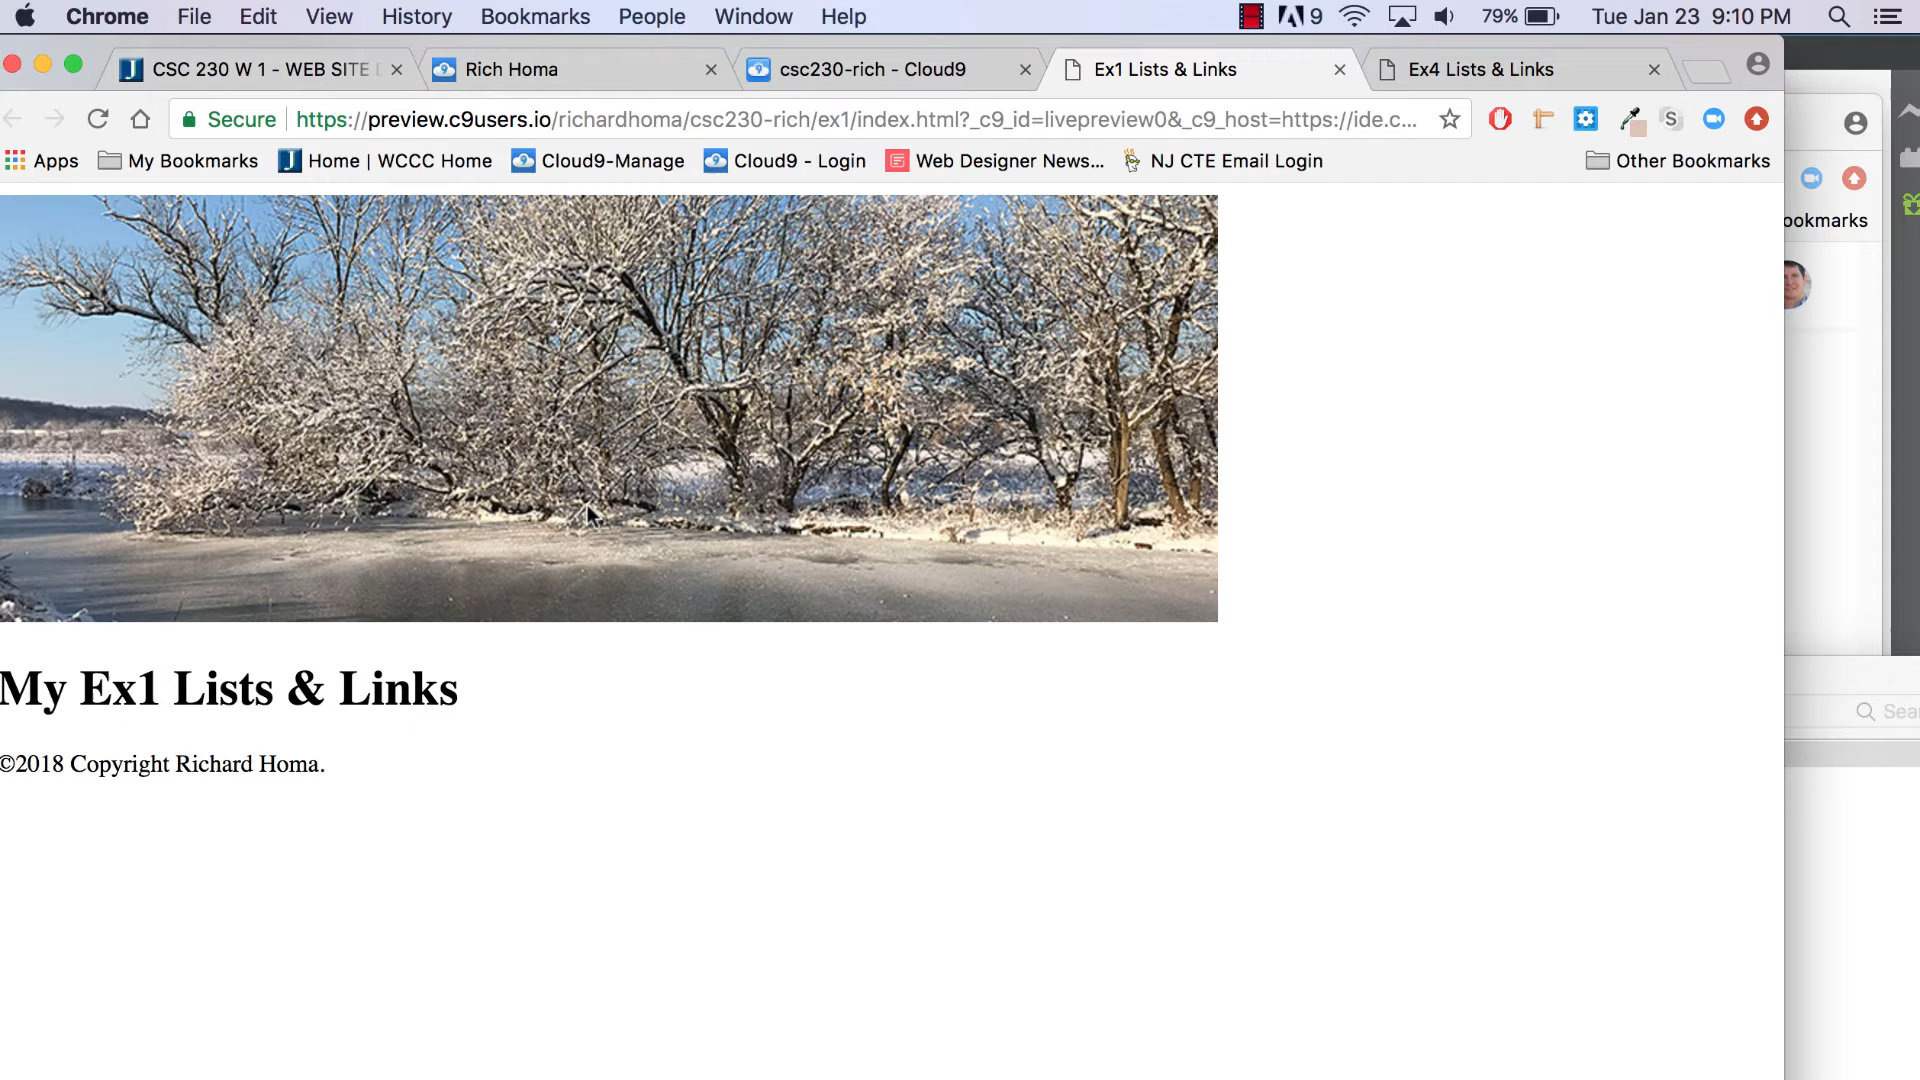 Chrome File Edit View History Bookmarks People Window Help 9 79% Tue Jan 23 9:10 PM
CSC 230 W 1 - WEB SITE Rich Homa csc230-rich - Cloud9 Ex1 Lists & Links Ex4 Lists & Links
Secure https://preview.c9users.io/richardhoma/csc230-rich/ex1/index.html?_c9_id=livepreview0&_c9_host=https://ide.c...
Apps My Bookmarks Home | WCCC Home Cloud9-Manage Cloud9 - Login Web Designer News... NJ CTE Email Login Other Bookmarks
ookmarks
My Ex1 Lists & Links
Sear
©2018 Copyright Richard Homa.